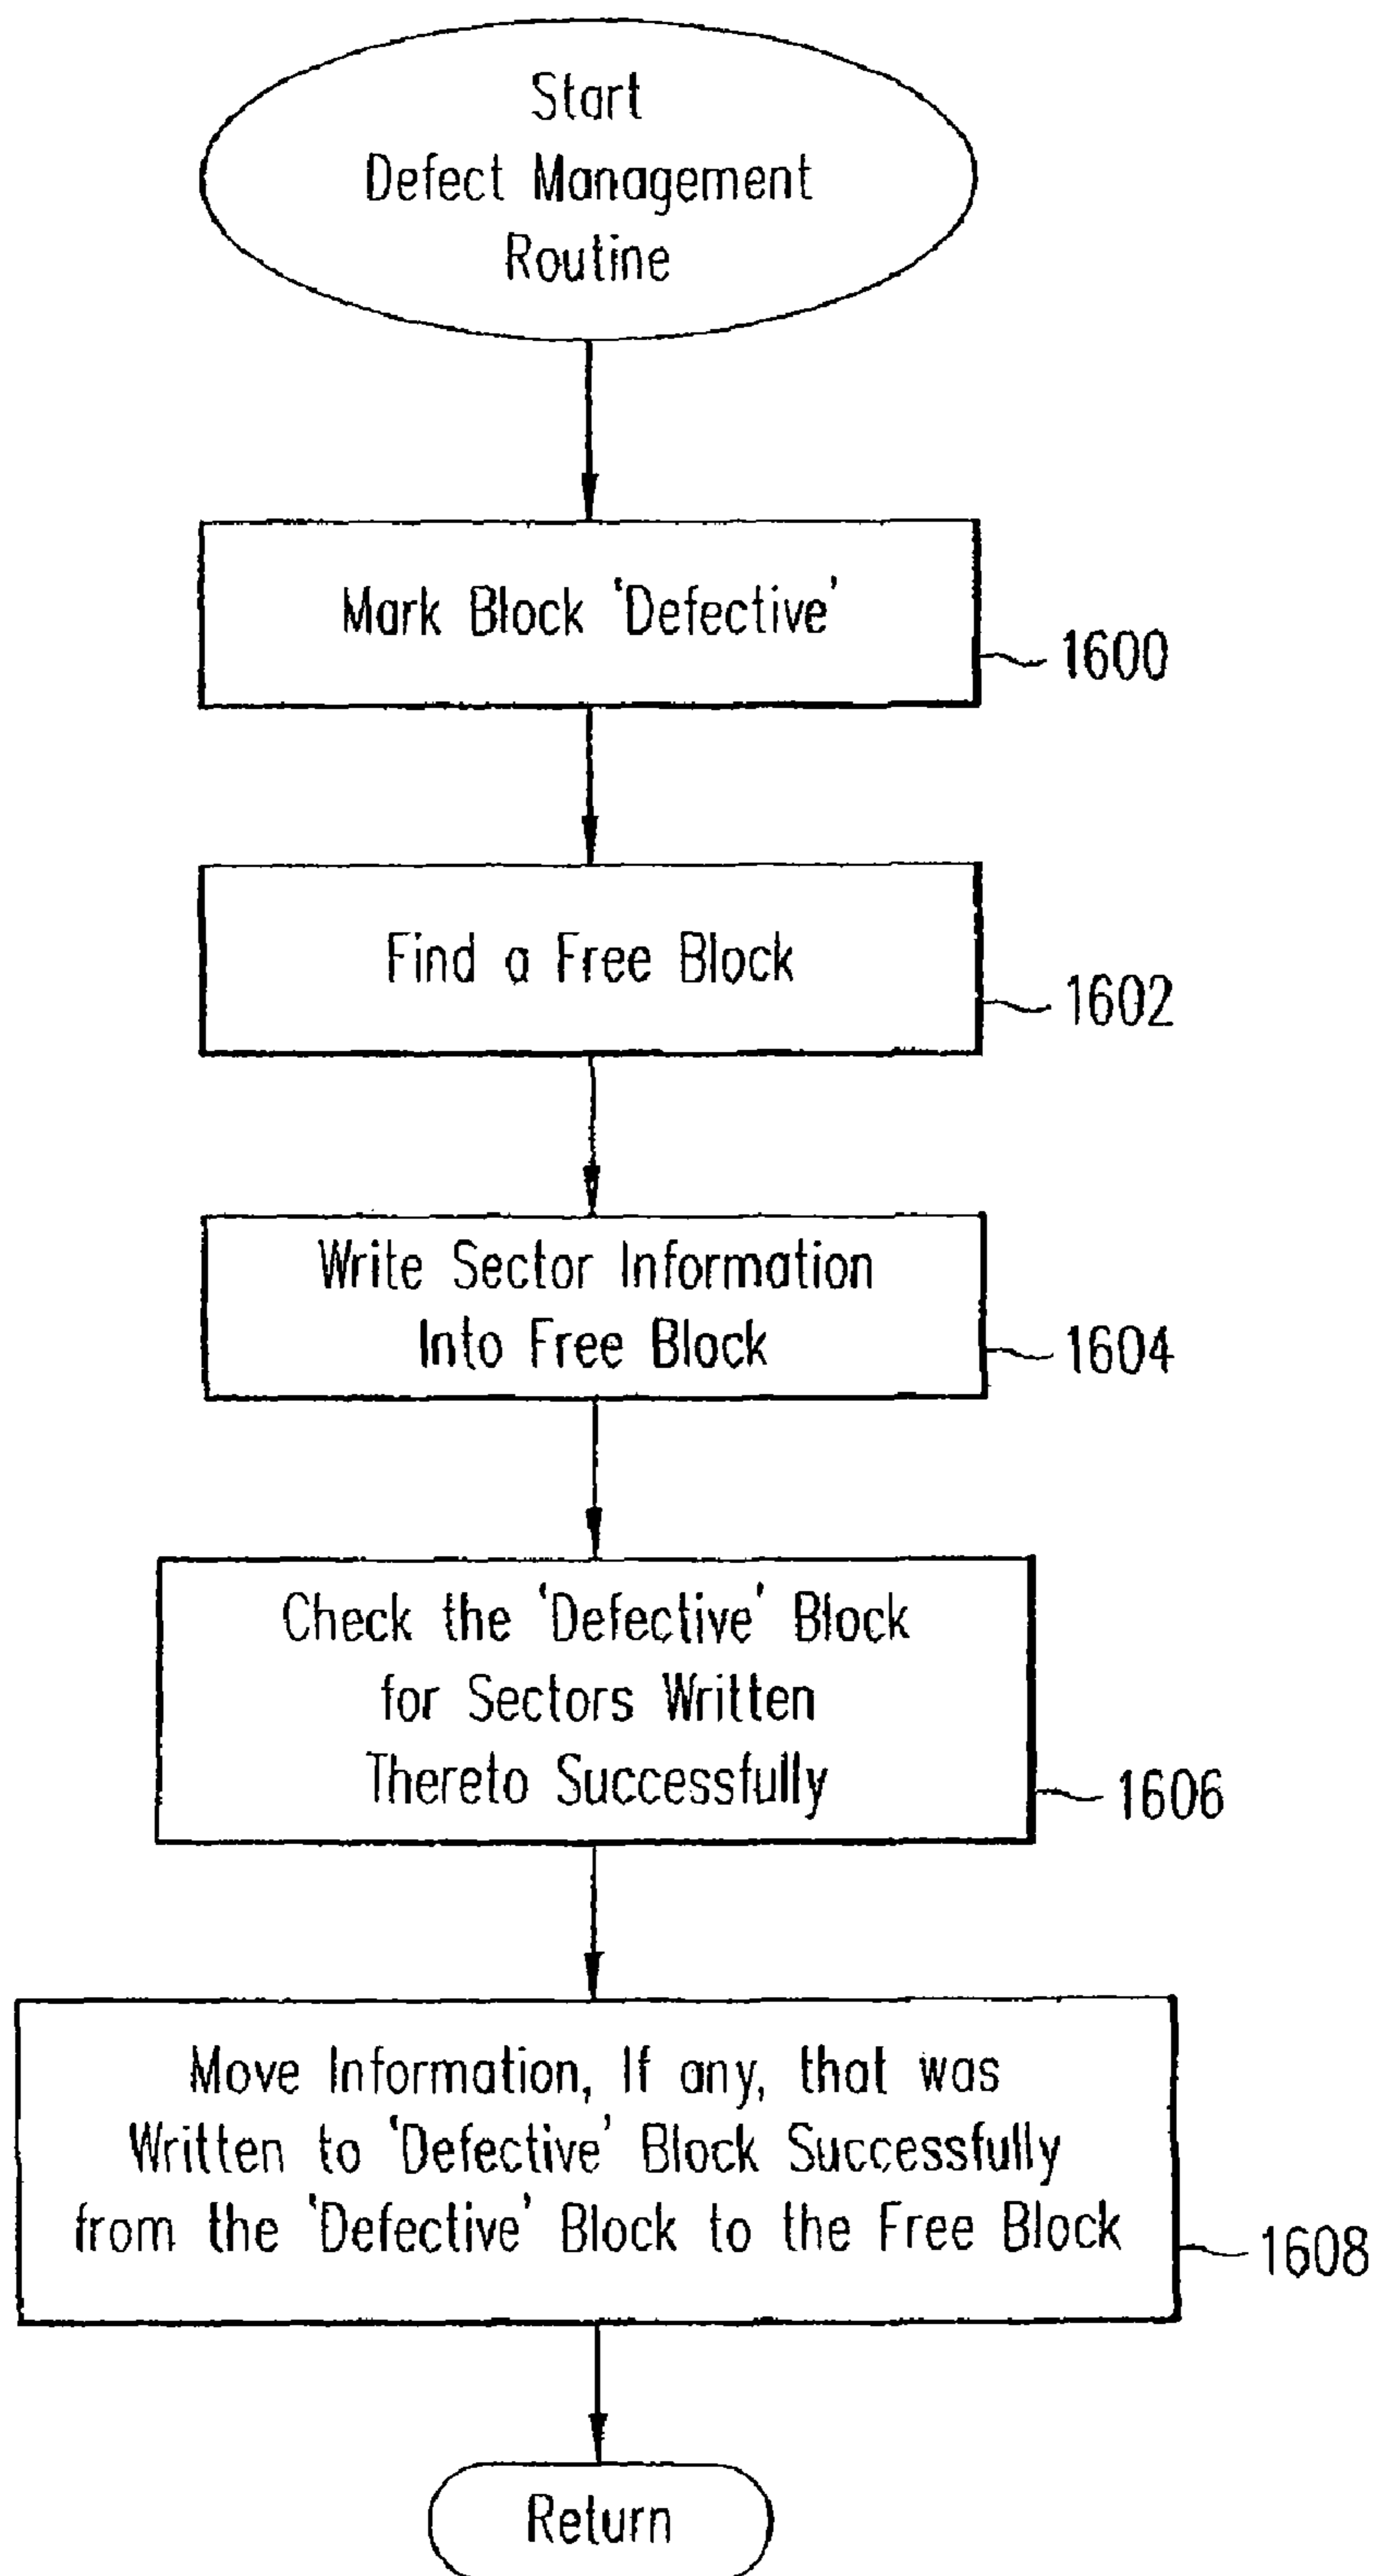 Start
Defect Management
Routine
Mark Block 'Defective'
1600
Find a Free Block
1602
Write Sector Information
Into Free Block
1604
Check the 'Defective' Block
for Sectors Written
Thereto Successfully
1606
Move Information, If any, that was
Written to 'Defective' Block Successfully
from the 'Defective' Block to the Free Block
1608
Return